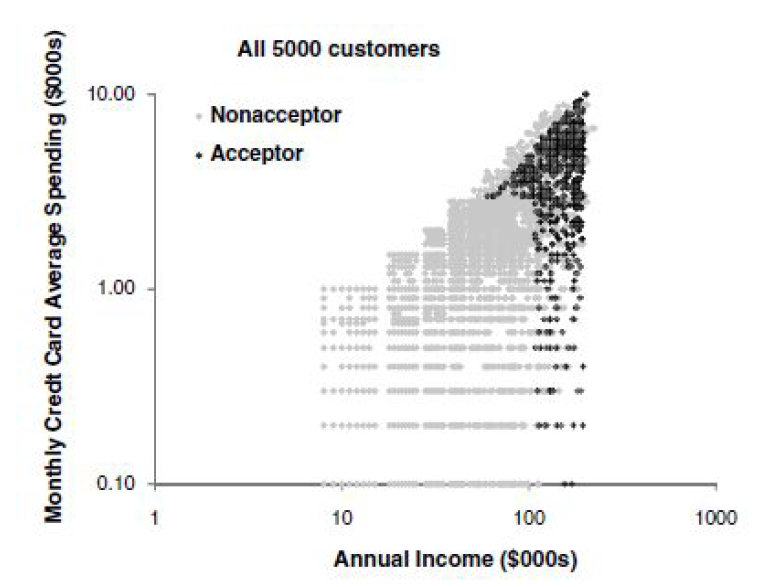 All 5000 customers
Monthly Credt Card Average Spending ($000s)
10.00
Nonacceptor
Acceptor
1.00
0.10
1
10
100
1000
Annual Income ($000s)